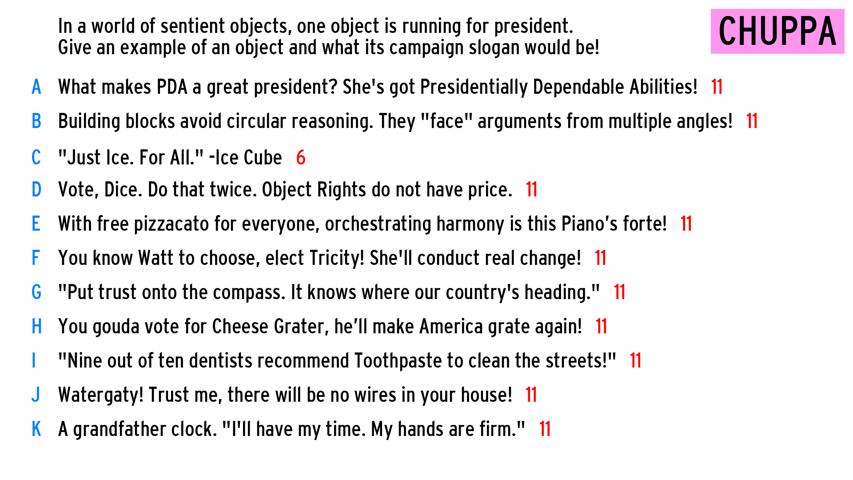 In a world of sentient objects, one object is running for president.
Give an example of an object and what its campaign slogan would be!
CHUPPA
A What makes PDA a great president? She's got Presidentially Dependable Abilities! 11
B Building blocks avoid circular reasoning. They "face" arguments from multiple angles! 11
C "Just Ice. For All." -Ice Cube 6
D Vote, Dice. Do that twice. Object Rights do not have price. 11
E With free pizzacato for everyone, orchestrating harmony is this Piano's forte! 11
F You know Watt to choose, elect Tricity! She'll conduct real change! 11
G "Put trust onto the compass. It knows where our country's heading." 11
H You gouda vote for Cheese Grater, he'll make America grate again! 11
I "Nine out of ten dentists recommend Toothpaste to clean the streets!" 11
J Watergaty! Trust me, there will be no wires in your house! 11
K A grandfather clock. "I'll have my time. My hands are firm." 11